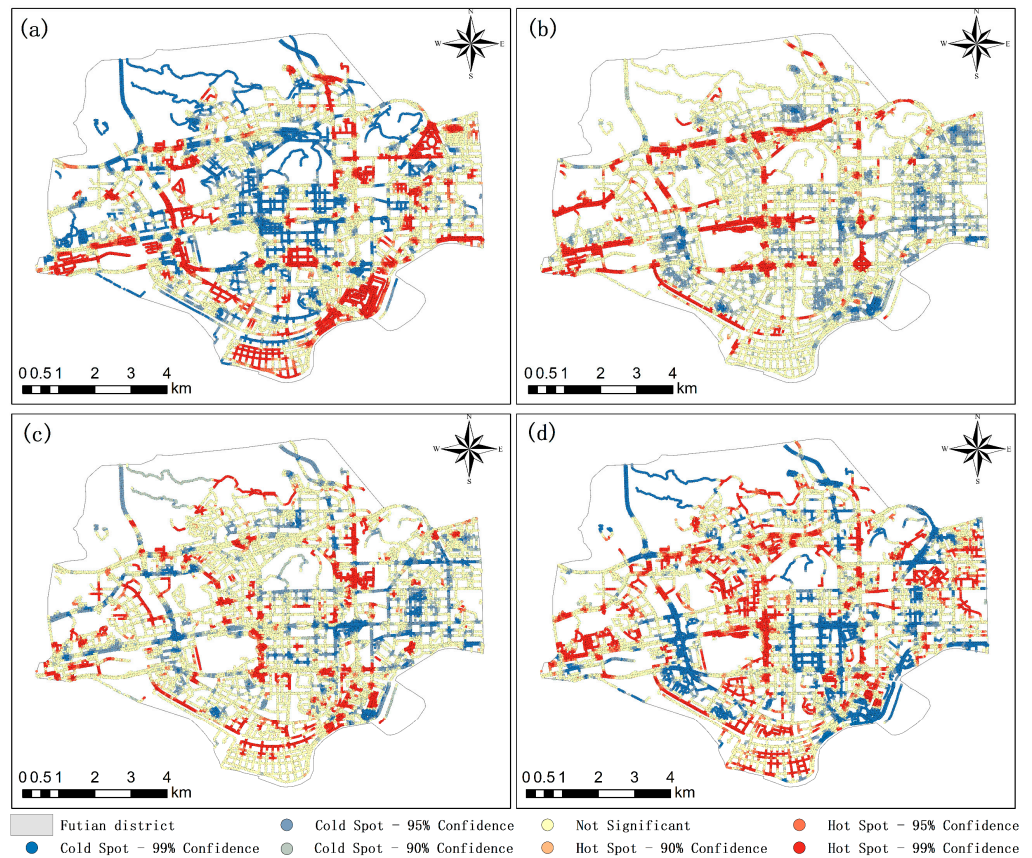 (a)
N
W
E
S
0 0.5 1 2 3 4
km
(b)
N
W
E
S
0 0.5 1 2 3 4
km
(c)
N
W
E
S
0 0.5 1 2 3 4
km
(d)
N
W
E
S
0 0.5 1 2 3 4
km
Futian district
Cold Spot - 95% Confidence
Not Significant
Hot Spot - 95% Confidence
Cold Spot - 99% Confidence
Cold Spot - 90% Confidence
Hot Spot - 90% Confidence
Hot Spot - 99% Confidence